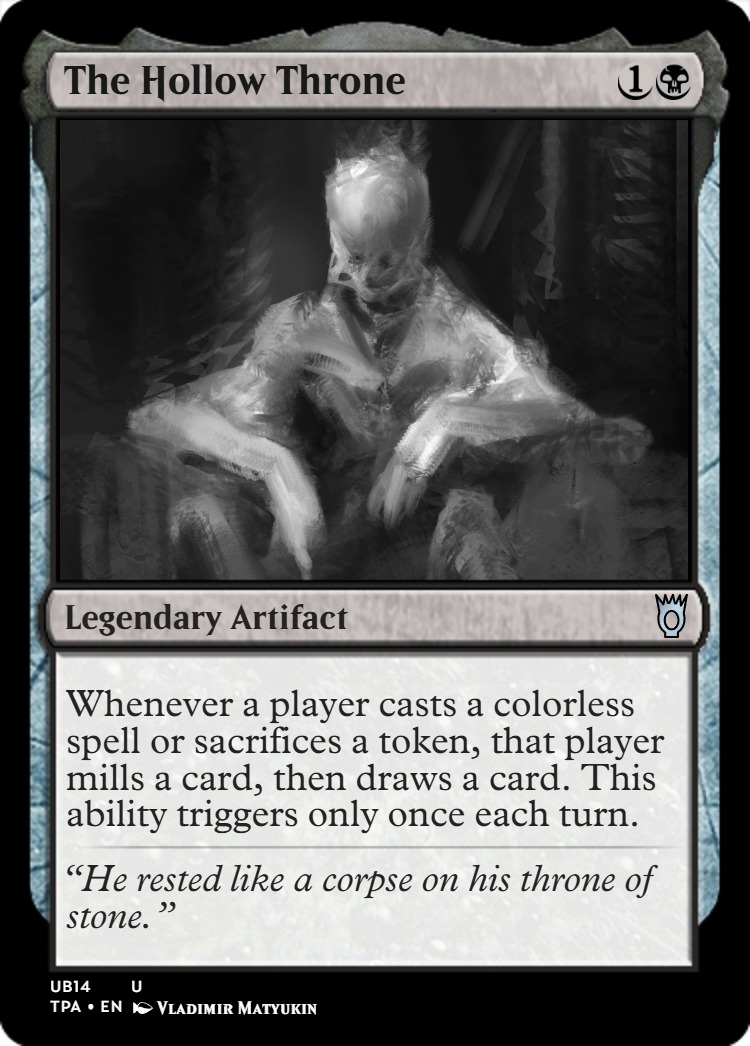 The Hollow Throne 1
Legendary Artifact
Whenever a player casts a colorless
spell or sacrifices a token, that player
mills a card, then draws a card. This
ability triggers only once each turn.
“He rested like a corpse on his throne of
stone.”
UB14 U
TPA • EN Vladimir Matyukin